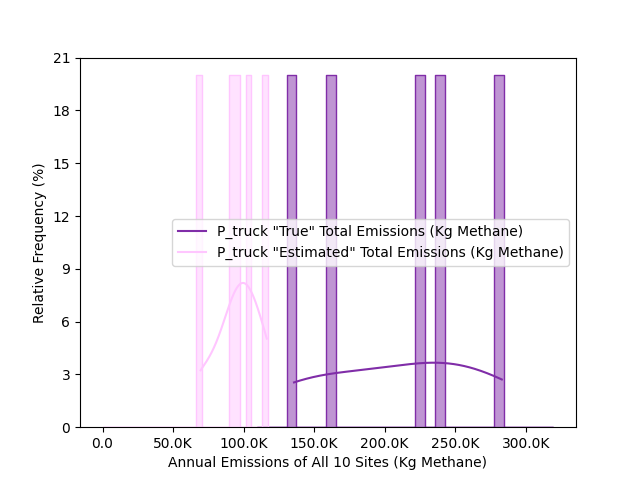 21
18
15
12
9
6
3
0
Relative Frequency (%)
P_truck "True" Total Emissions (Kg Methane)
P_truck "Estimated" Total Emissions (Kg Methane)
0.0 50.0K 100.0K 150.0K 200.0K 250.0K 300.0K
Annual Emissions of All 10 Sites (Kg Methane)